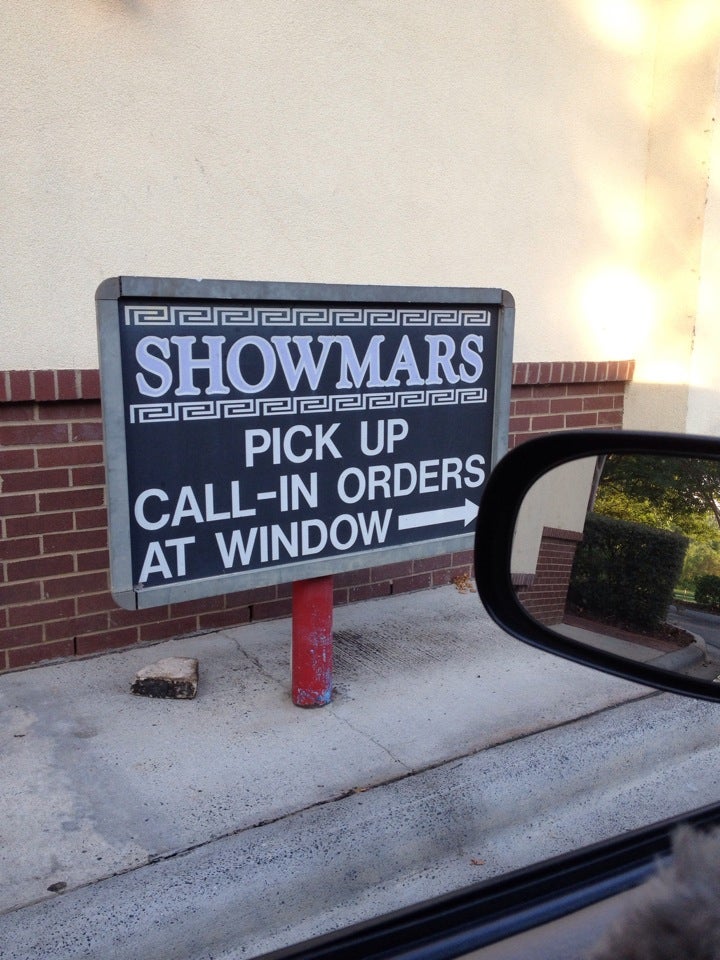 SHOWMARS
PICK UP
CALL-IN ORDERS
AT WINDOW